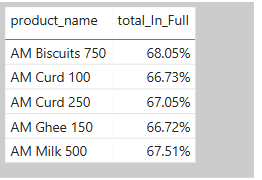 product_name total_In_Full
AM Biscuits 750 68.05%
AM Curd 100 66.73%
AM Curd 250 67.05%
AM Ghee 150 66.72%
AM Milk 500 67.51%